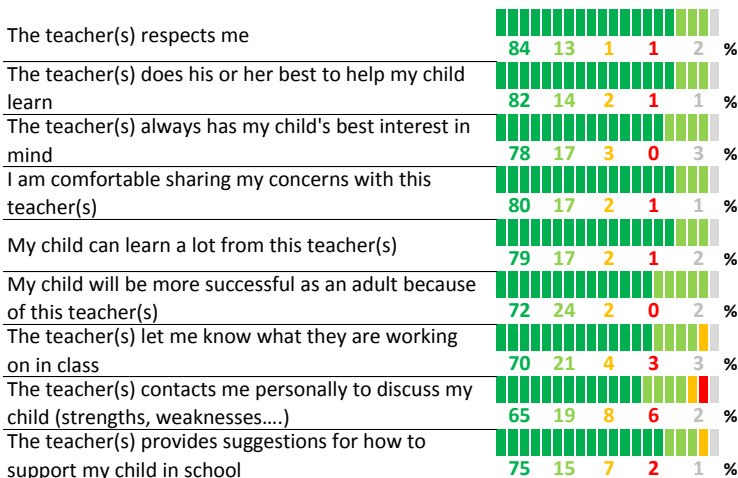 The teacher(s) respects me
84 13 1 1 2 %
The teacher(s) does his or her best to help my child
learn
82 14 2 1 1 %
The teacher(s) always has my child's best interest in
mind
78 17 3 0 3 %
I am comfortable sharing my concerns with this
teacher(s)
80 17 2 1 1 %
My child can learn a lot from this teacher(s)
79 17 2 1 2 %
My child will be more successful as an adult because
of this teacher(s)
72 24 2 0 2 %
The teacher(s) let me know what they are working
on in class
70 21 4 3 3 %
The teacher(s) contacts me personally to discuss my
child (strengths, weaknesses....)
65 19 8 6 2 %
The teacher(s) provides suggestions for how to
support my child in school
75 15 7 2 1 %